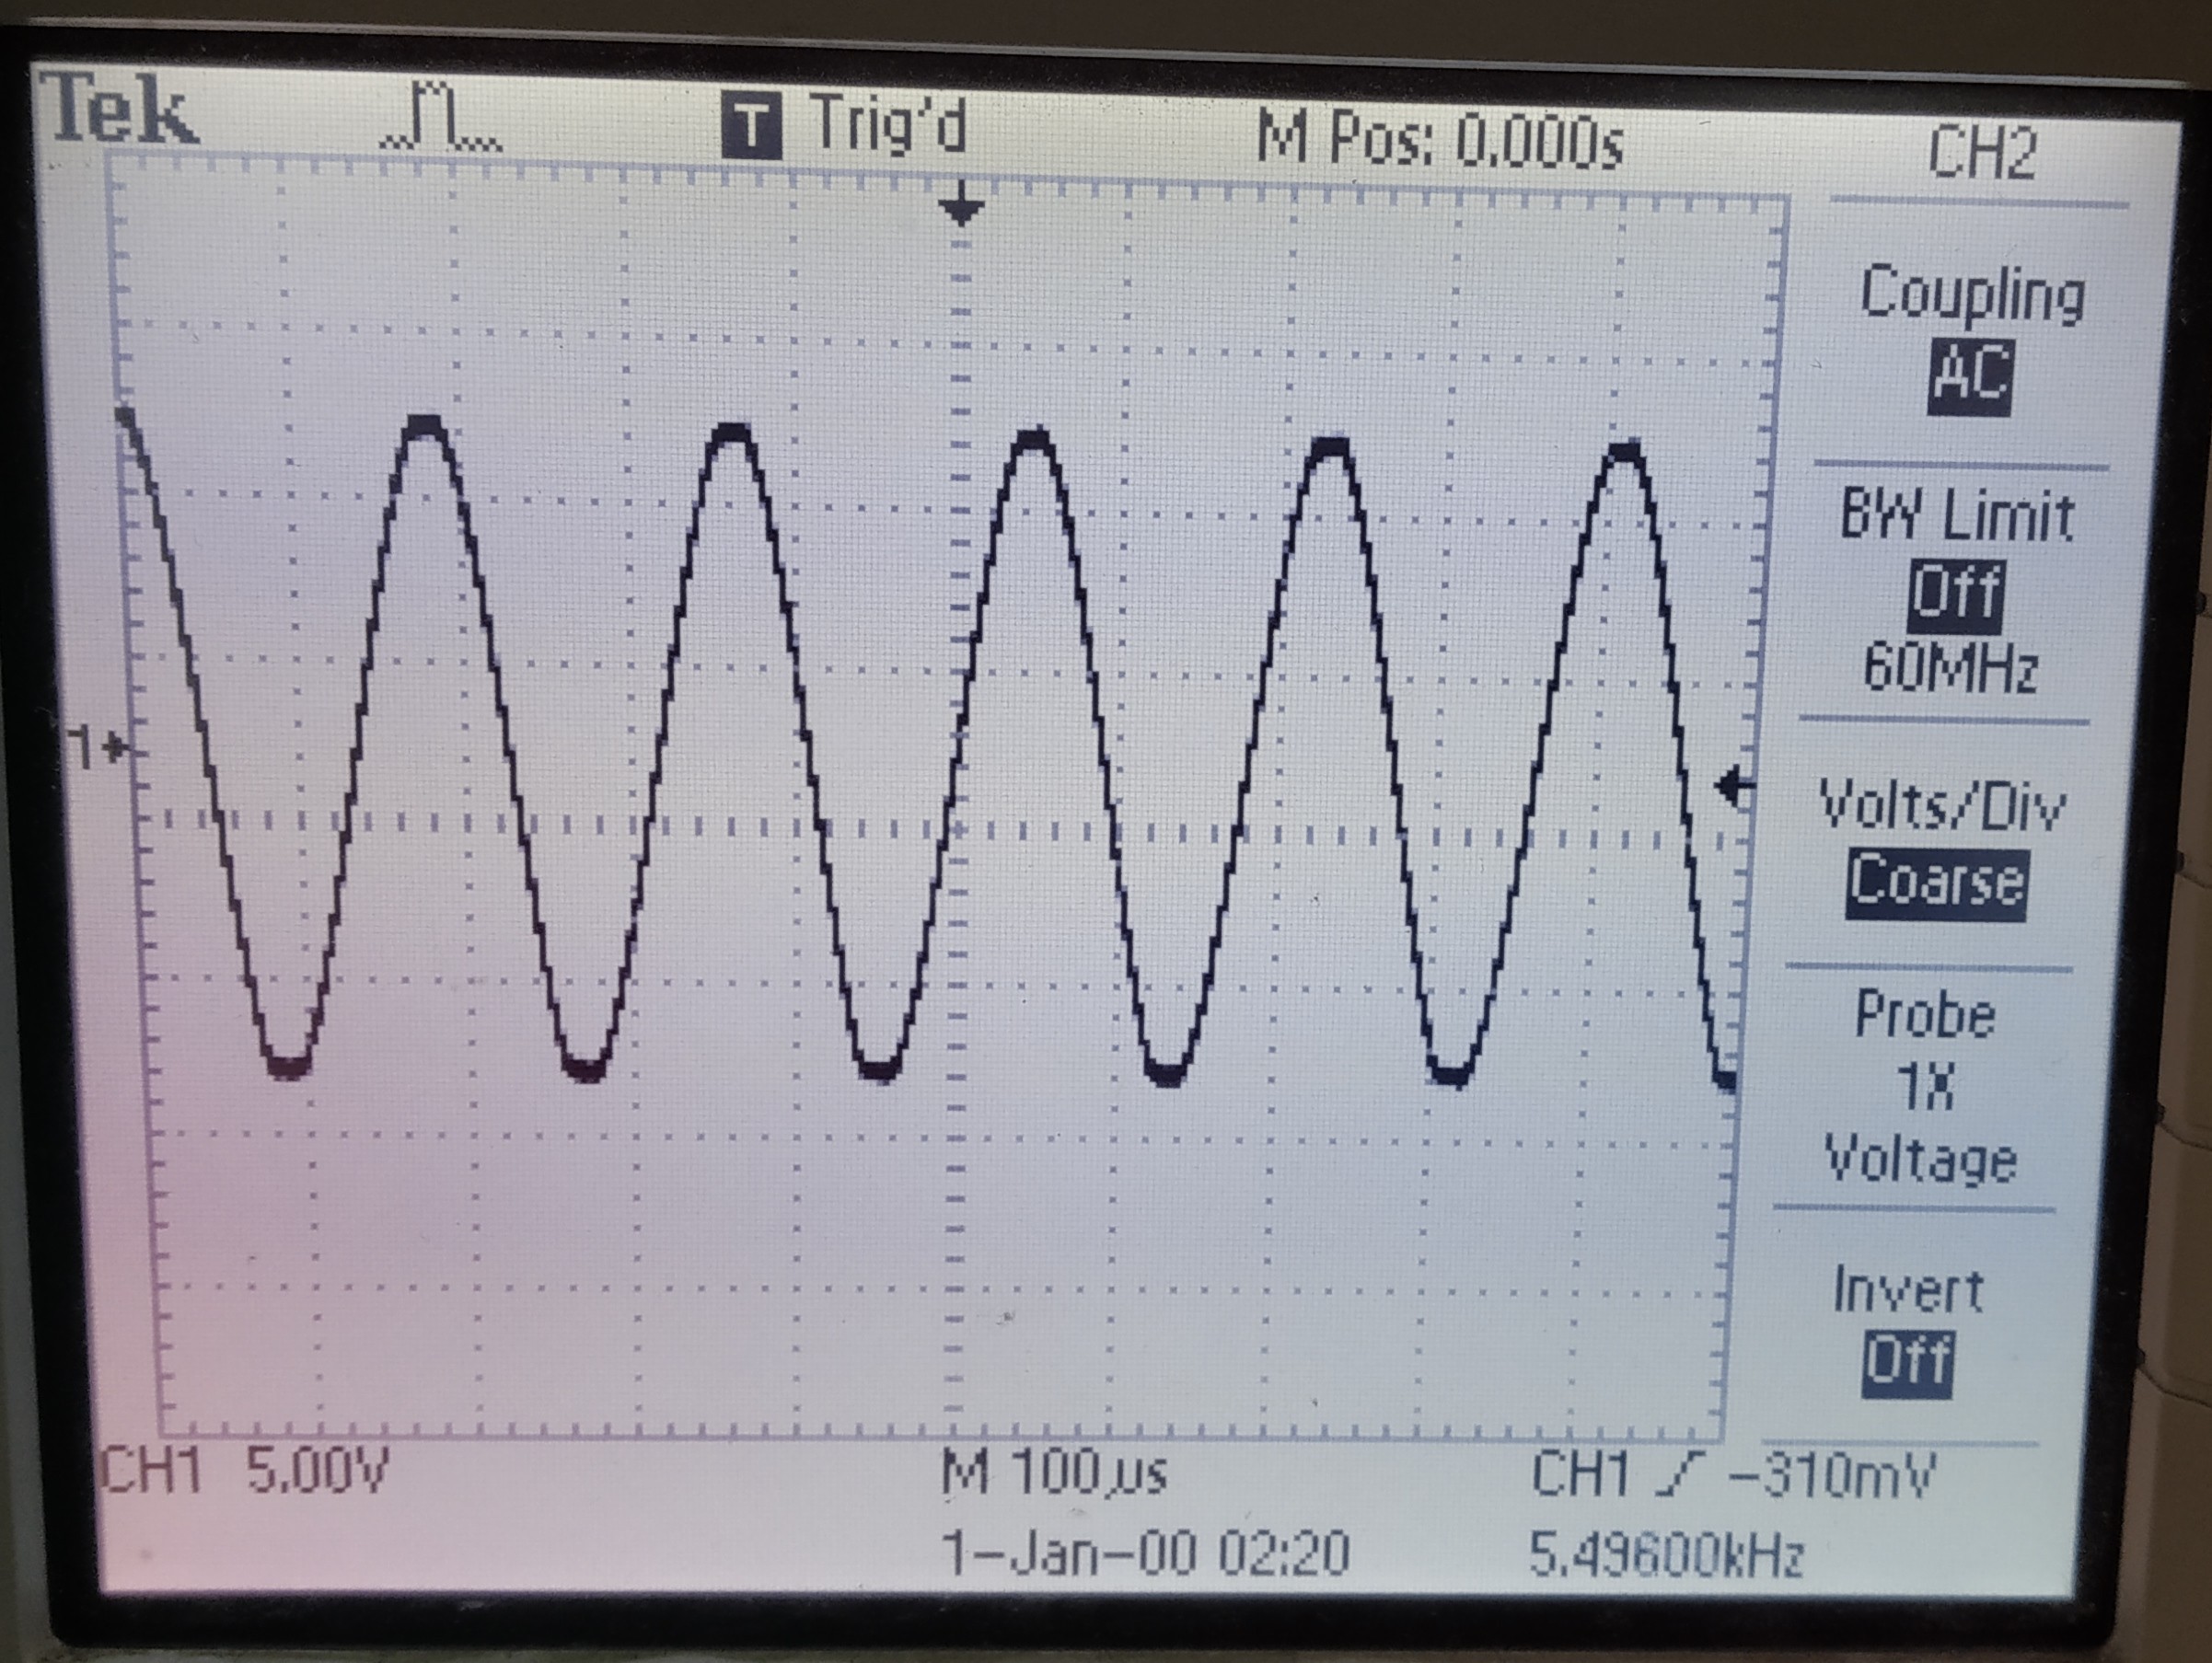 Tek T Trig'd M Pos: 0.000s CH2
Coupling
AC
BW Limit
Off
60MHz
1
Volts/Div
Coarse
Probe
1X
Voltage
Invert
Off
CH1 5.00V M 100µs CH1 -310mV
1-Jan-00 02:20 5.49600kHz